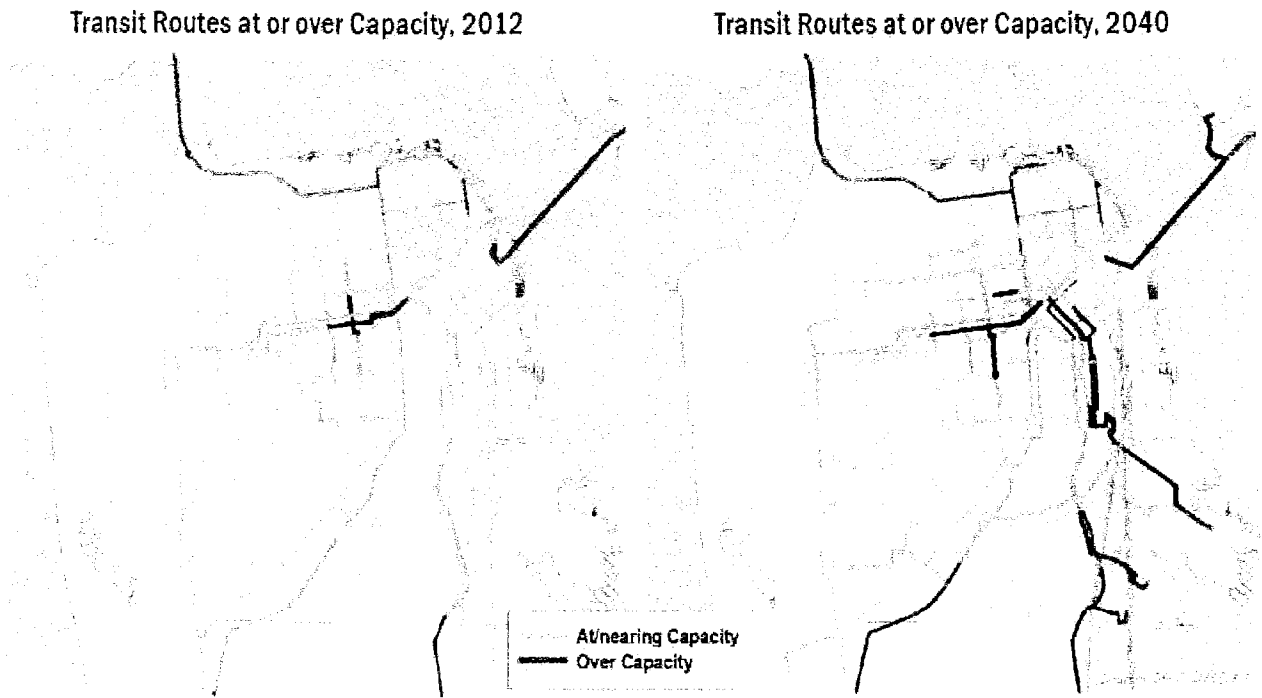 Transit Routes at or over Capacity, 2012
Transit Routes at or over Capacity, 2040
At/nearing Capacity
Over Capacity